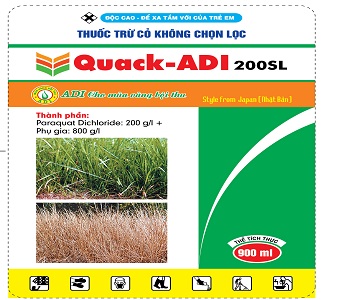 ĐỘC CAO - ĐỂ XA TẦM VỚI CỦA TRẺ EM
THUỐC TRỪ CỎ KHÔNG CHỌN LỌC
Quack-ADI 200SL
ADI Cho mùa vàng bội thu
Style from Japan (Nhật Bản)
Thành phần:
Paraquat Dichloride: 200 g/l +
Phụ gia: 800 g/l
THỂ TÍCH THỰC
900 ml